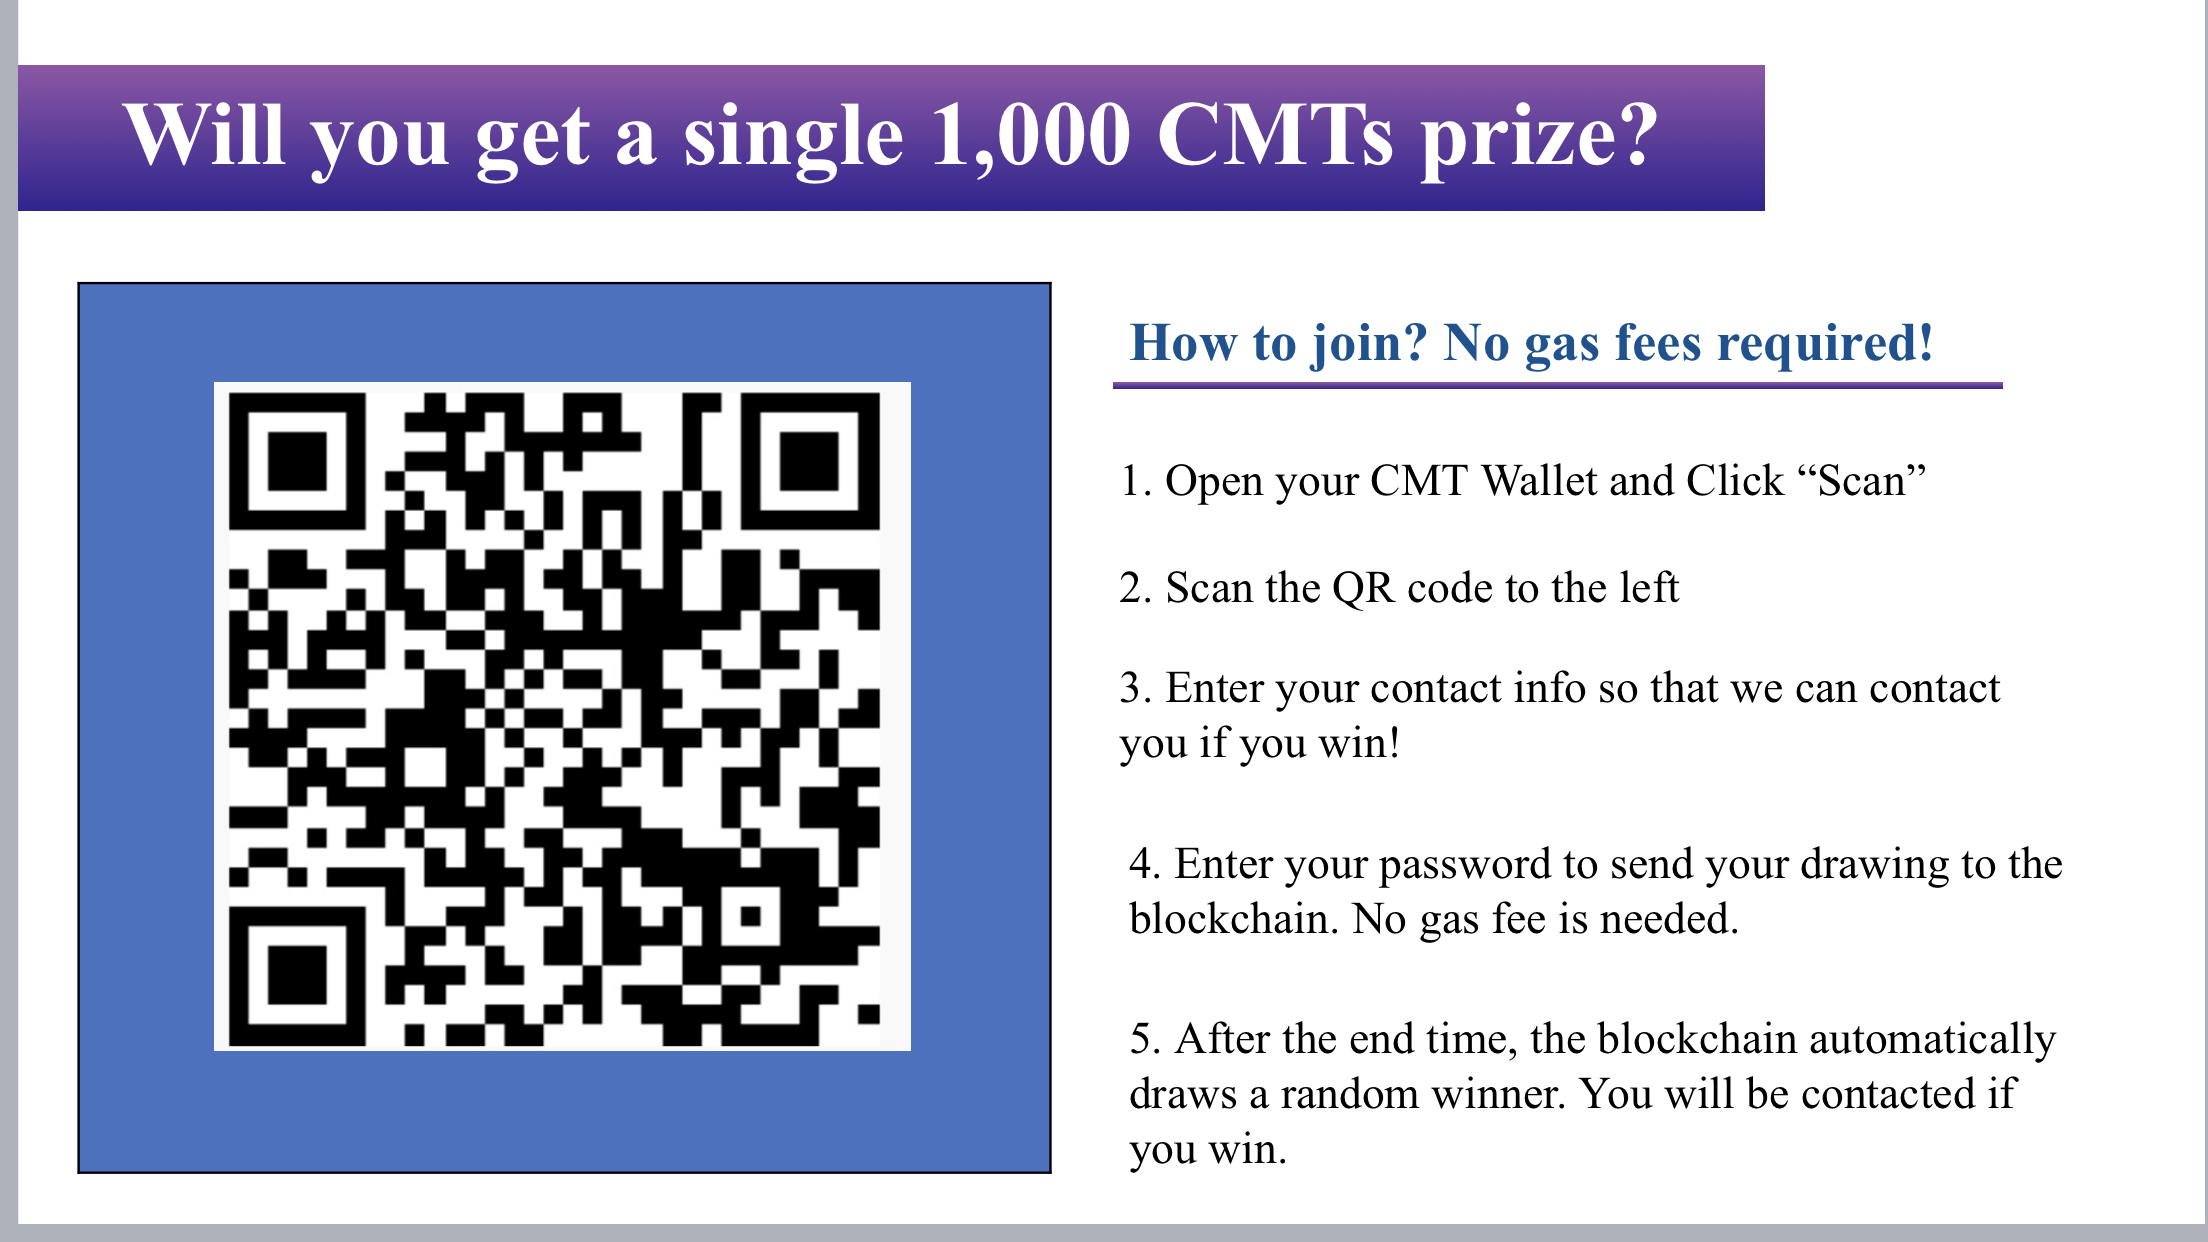 Will you get a single 1,000 CMTs prize?
How to join? No gas fees required!
1. Open your CMT Wallet and Click “Scan”
2. Scan the QR code to the left
3. Enter your contact info so that we can contact
you if you win!
4. Enter your password to send your drawing to the
blockchain. No gas fee is needed.
5. After the end time, the blockchain automatically
draws a random winner. You will be contacted if
you win.